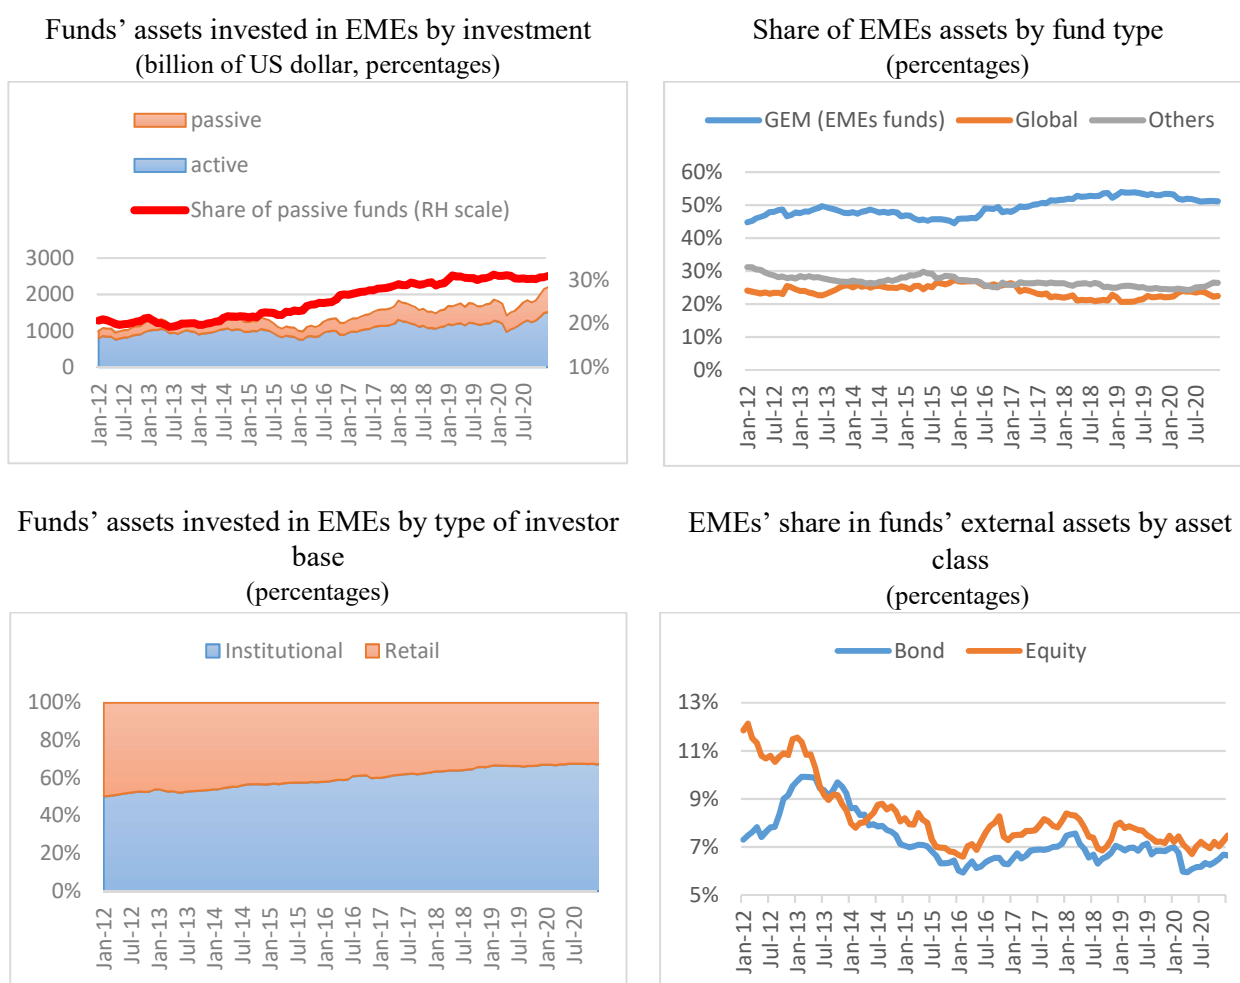 Funds’ assets invested in EMEs by investment
(billion of US dollar, percentages)
passive
active
Share of passive funds (RH scale)
3000
2000
1000
0
30%
20%
10%
Jan-12
Jul-12
Jan-13
Jul-13
Jan-14
Jul-14
Jan-15
Jul-15
Jan-16
Jul-16
Jan-17
Jul-17
Jan-18
Jul-18
Jan-19
Jul-19
Jan-20
Jul-20
Share of EMEs assets by fund type
(percentages)
GEM (EMEs funds) Global Others
60%
50%
40%
30%
20%
10%
0%
Jan-12
Jul-12
Jan-13
Jul-13
Jan-14
Jul-14
Jan-15
Jul-15
Jan-16
Jul-16
Jan-17
Jul-17
Jan-18
Jul-18
Jan-19
Jul-19
Jan-20
Jul-20
Funds’ assets invested in EMEs by type of investor
base
(percentages)
Institutional Retail
100%
80%
60%
40%
20%
0%
Jan-12
Jul-12
Jan-13
Jul-13
Jan-14
Jul-14
Jan-15
Jul-15
Jan-16
Jul-16
Jan-17
Jul-17
Jan-18
Jul-18
Jan-19
Jul-19
Jan-20
Jul-20
EMEs’ share in funds’ external assets by asset
class
(percentages)
Bond Equity
13%
11%
9%
7%
5%
Jan-12
Jul-12
Jan-13
Jul-13
Jan-14
Jul-14
Jan-15
Jul-15
Jan-16
Jul-16
Jan-17
Jul-17
Jan-18
Jul-18
Jan-19
Jul-19
Jan-20
Jul-20